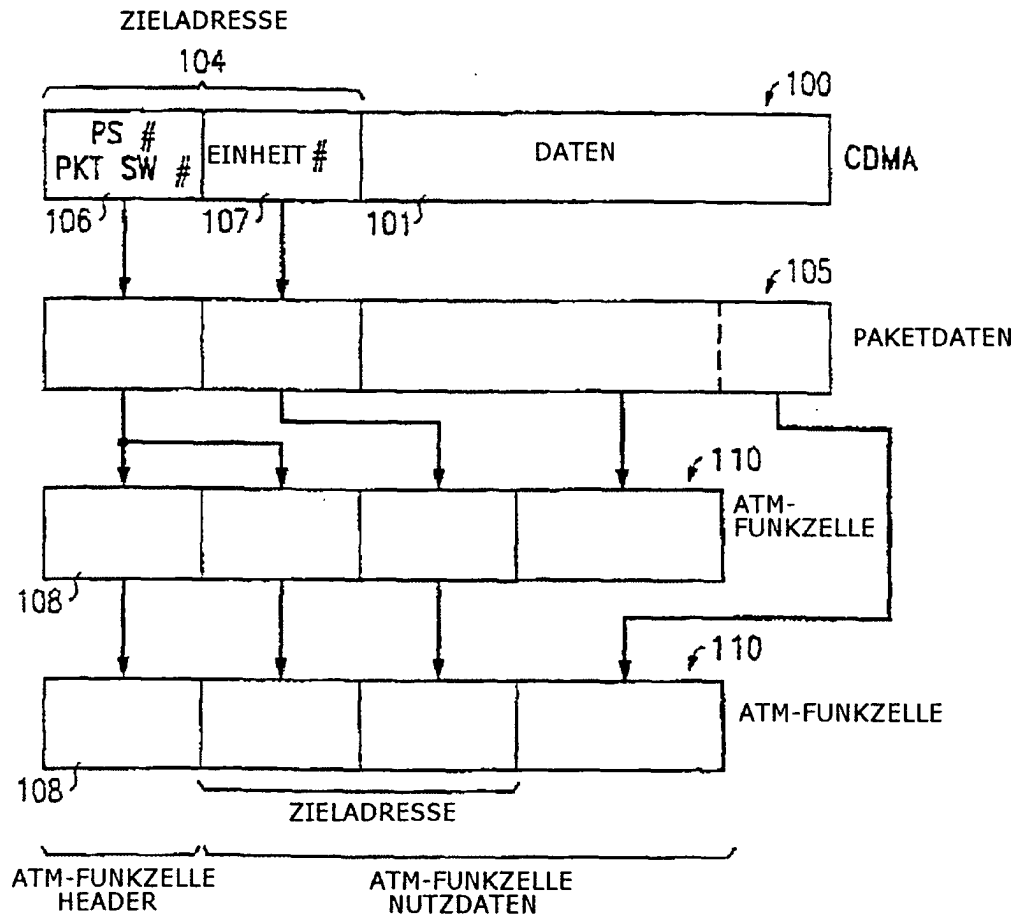 ZIELADRESSE
104
100
PS #
PKT SW #
EINHEIT #
DATEN
CDMA
106
107
101
105
PAKETDATEN
110
ATM-
FUNKZELLE
108
110
ATM-FUNKZELLE
108
ZIELADRESSE
ATM-FUNKZELLE
HEADER
ATM-FUNKZELLE
NUTZDATEN